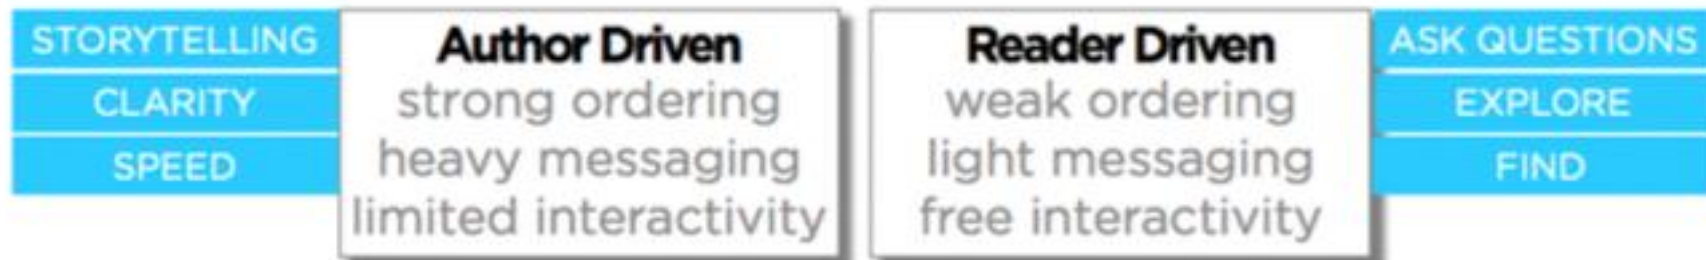 STORYTELLING
CLARITY
SPEED
Author Driven
strong ordering
heavy messaging
limited interactivity
Reader Driven
weak ordering
light messaging
free interactivity
ASK QUESTIONS
EXPLORE
FIND